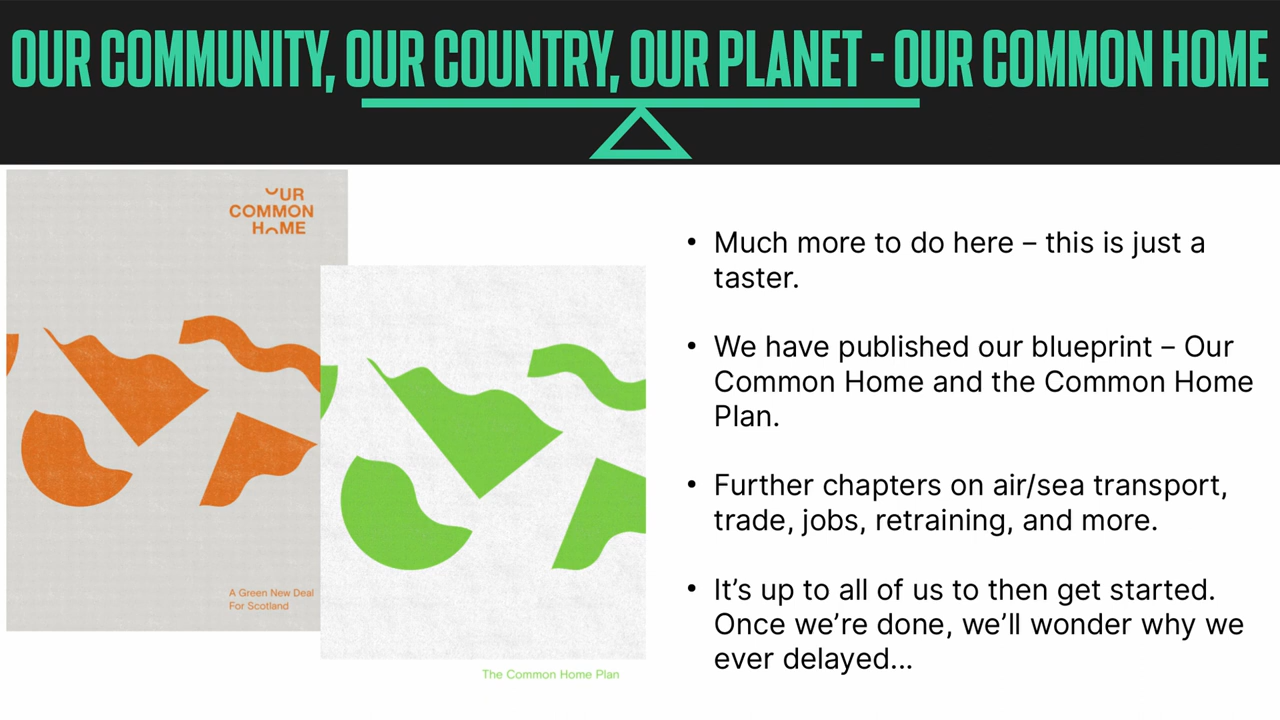 OUR COMMUNITY, OUR COUNTRY, OUR PLANET - OUR COMMON HOME
OUR
COMMON
HOME
A Green New Deal
For Scotland
The Common Home Plan
• Much more to do here – this is just a
taster.
• We have published our blueprint – Our
Common Home and the Common Home
Plan.
• Further chapters on air/sea transport,
trade, jobs, retraining, and more.
• It’s up to all of us to then get started.
Once we’re done, we’ll wonder why we
ever delayed...